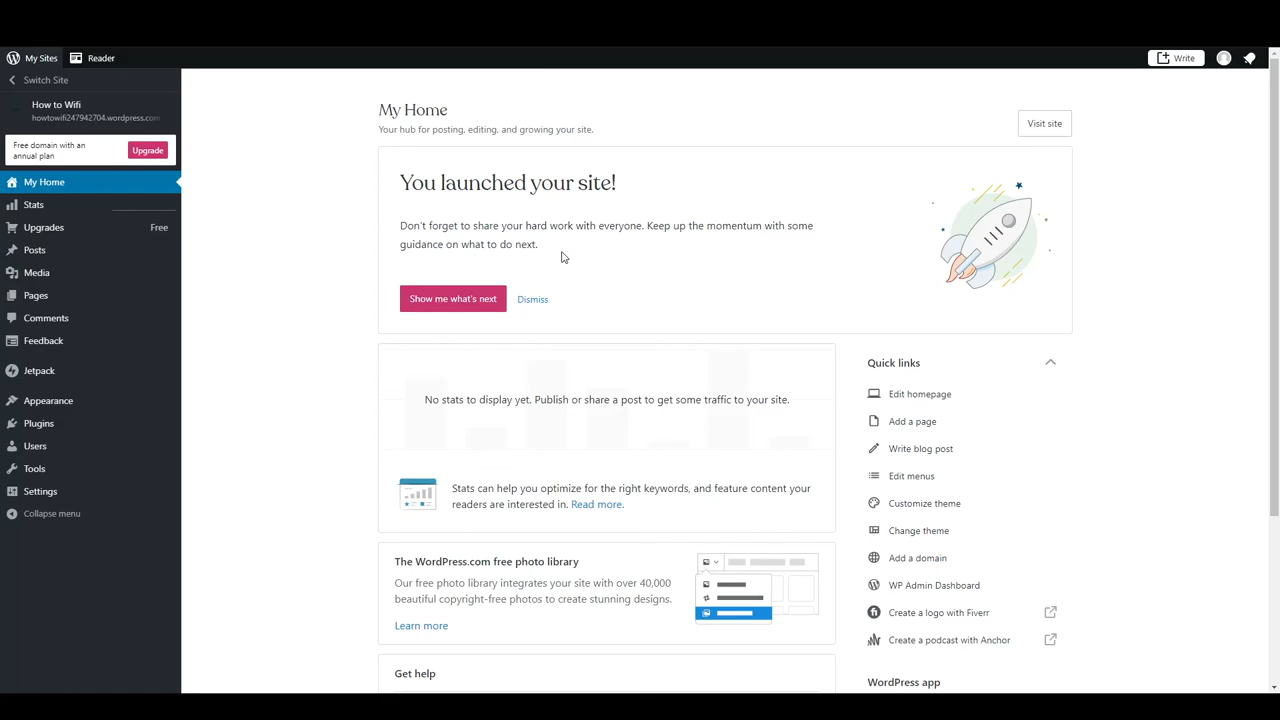 My Sites
Reader
Write
Switch Site
How to Wifi
howtowifi247942704.wordpress.com
Free domain with an
annual plan
Upgrade
My Home
Stats
Upgrades
Free
Posts
Media
Pages
Comments
Feedback
Jetpack
Appearance
Plugins
Users
Tools
Settings
Collapse menu
My Home
Your hub for posting, editing, and growing your site.
Visit site
You launched your site!
Don't forget to share your hard work with everyone. Keep up the momentum with some
guidance on what to do next.
Show me what's next
Dismiss
No stats to display yet. Publish or share a post to get some traffic to your site.
Stats can help you optimize for the right keywords, and feature content your
readers are interested in. Read more.
The WordPress.com free photo library
Our free photo library integrates your site with over 40,000
beautiful copyright-free photos to create stunning designs.
Learn more
Get help
Quick links
Edit homepage
Add a page
Write blog post
Edit menus
Customize theme
Change theme
Add a domain
WP Admin Dashboard
Create a logo with Fiverr
Create a podcast with Anchor
WordPress app